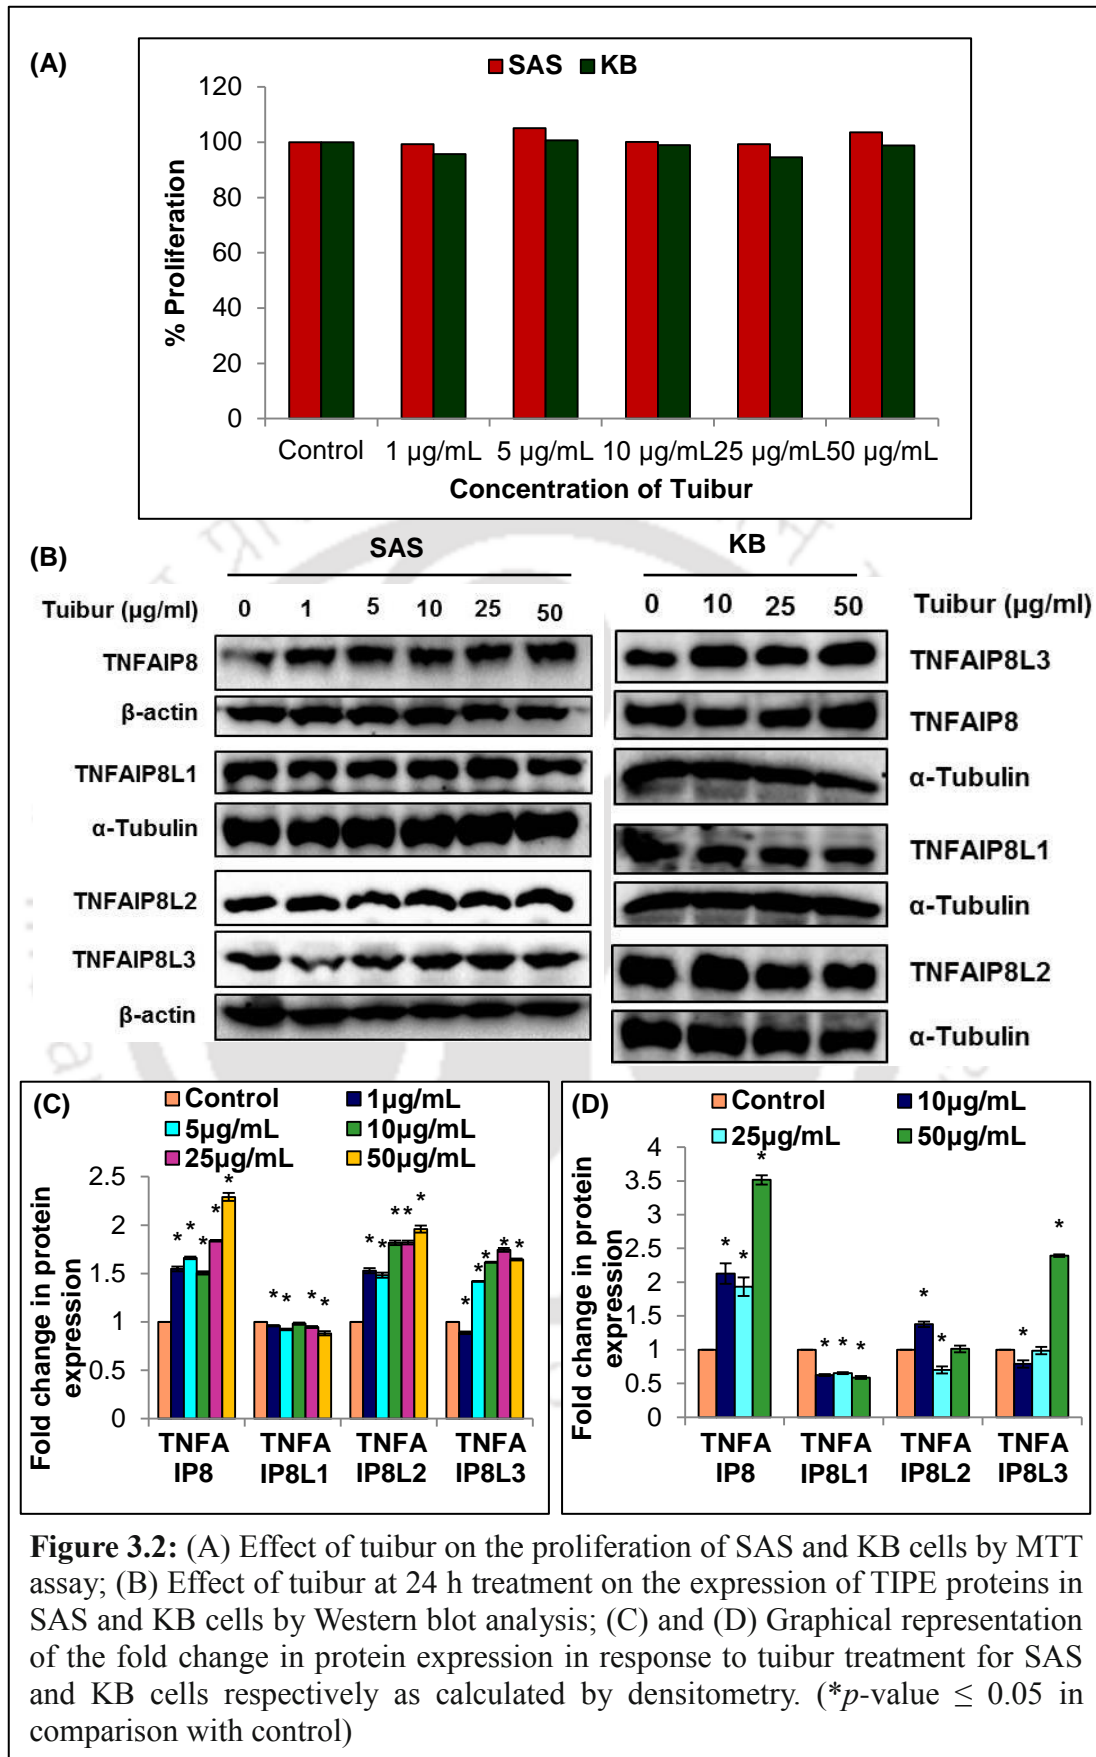 (A)
SAS KB
120
100
80
60
40
20
0
% Proliferation
Control 1 µg/mL 5 µg/mL 10 µg/mL 25 µg/mL 50 µg/mL
Concentration of Tuibur
(B)
SAS
Tuibur (µg/ml) 0 1 5 10 25 50
TNFAIP8
β-actin
TNFAIP8L1
α-Tubulin
TNFAIP8L2
TNFAIP8L3
β-actin
KB
0 10 25 50 Tuibur (µg/ml)
TNFAIP8L3
TNFAIP8
α-Tubulin
TNFAIP8L1
α-Tubulin
TNFAIP8L2
α-Tubulin
(C)
Control 1µg/mL
5µg/mL 10µg/mL
25µg/mL 50µg/mL
2.5
2
1.5
1
0.5
0
Fold change in protein
expression
* * * * *
* * * *
* * * * *
* * * * *
TNFA TNFA TNFA TNFA
IP8 IP8L1 IP8L2 IP8L3
(D)
Control 10µg/mL
25µg/mL 50µg/mL
4
3.5
3
2.5
2
1.5
1
0.5
0
Fold change in protein
expression
* * *
* * *
* *
* *
TNFA TNFA TNFA TNFA
IP8 IP8L1 IP8L2 IP8L3
Figure 3.2: (A) Effect of tuibur on the proliferation of SAS and KB cells by MTT
assay; (B) Effect of tuibur at 24 h treatment on the expression of TIPE proteins in
SAS and KB cells by Western blot analysis; (C) and (D) Graphical representation
of the fold change in protein expression in response to tuibur treatment for SAS
and KB cells respectively as calculated by densitometry. (*p-value ≤ 0.05 in
comparison with control)